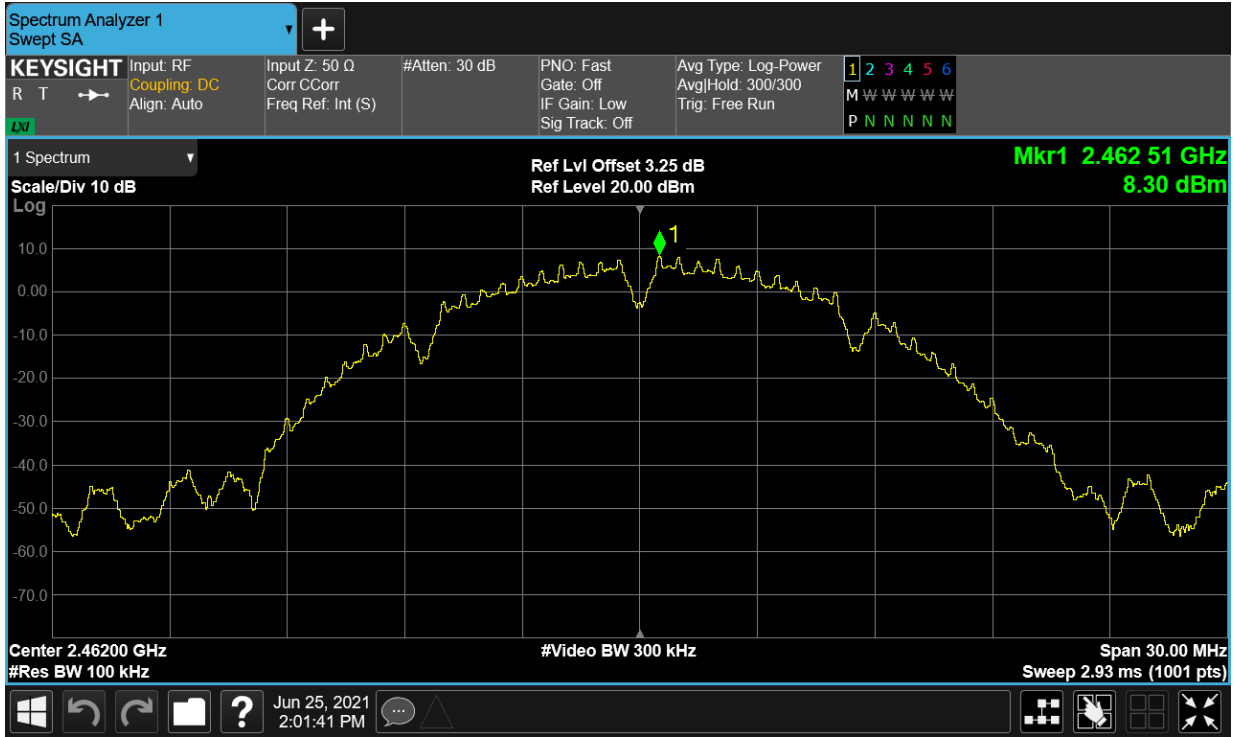 Spectrum Analyzer 1
Swept SA
KEYSIGHT
R T
LXI
Input: RF
Coupling: DC
Align: Auto
Input Z: 50 Ω
Corr CCorr
Freq Ref: Int (S)
#Atten: 30 dB
PNO: Fast
Gate: Off
IF Gain: Low
Sig Track: Off
Avg Type: Log-Power
Avg|Hold: 300/300
Trig: Free Run
1 2 3 4 5 6
M W W W W W W
P N N N N N N
1 Spectrum
Scale/Div 10 dB
Log
Ref Lvl Offset 3.25 dB
Ref Level 20.00 dBm
Mkr1 2.462 51 GHz
8.30 dBm
1
10.0
0.00
-10.0
-20.0
-30.0
-40.0
-50.0
-60.0
-70.0
Center 2.46200 GHz
#Res BW 100 kHz
#Video BW 300 kHz
Span 30.00 MHz
Sweep 2.93 ms (1001 pts)
?
Jun 25, 2021
2:01:41 PM